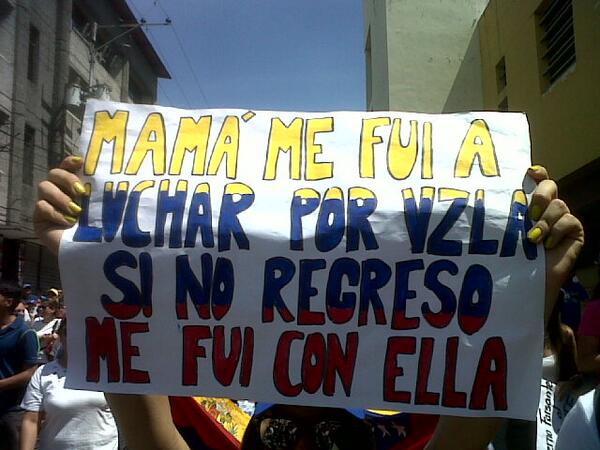 MAMÁ ME FUI A
LUCHAR POR VZLA
SI NO REGRESO
ME FUI CON ELLA